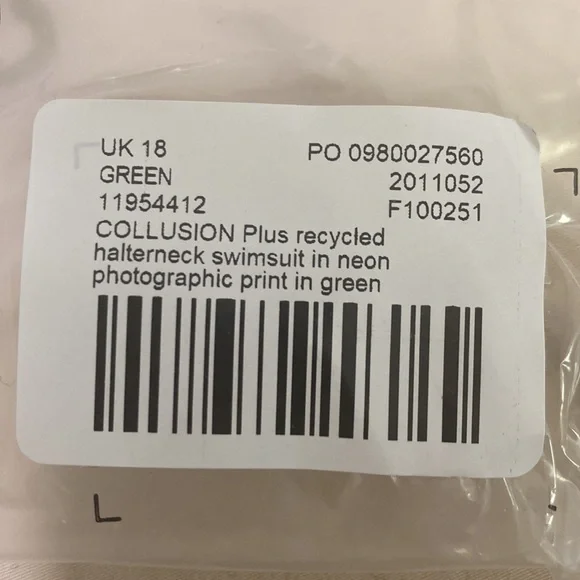 UK 18 PO 0980027560
GREEN 2011052
11954412 F100251
COLLUSION Plus recycled
halterneck swimsuit in neon
photographic print in green